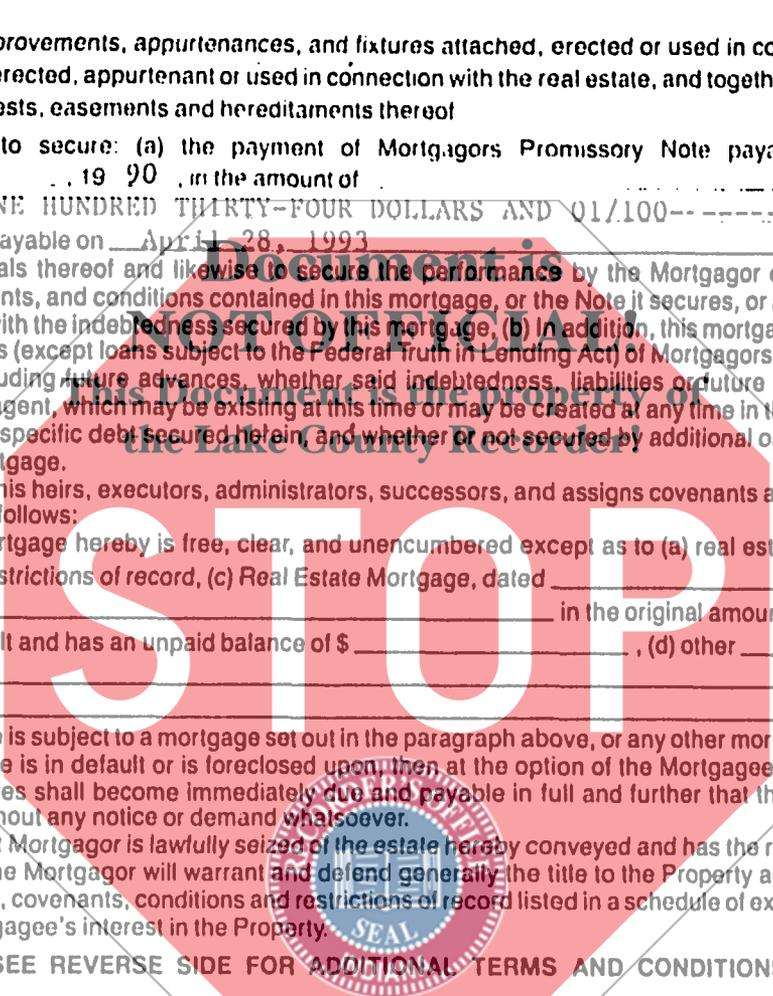 provements, appurtenances, and fixtures attached, erected or used in co
erected, appurtenant or used in connection with the real estate, and togeth
ests, easements and hereditaments thereof
to secure: (a) the payment of Mortgagors Promissory Note paya
, 19 90 , in the amount of
NE HUNDRED THIRTY-FOUR DOLLARS AND 01/100--------
ayable on April 28, 1993
Document is
als thereof and likewise to secure the performance by the Mortgagor
nts, and conditions contained in this mortgage, or the Note it secures, or
NOT OFFICIAL!
with the indebtedness secured by this mortgage, (b) In addition, this mortga
s (except loans subject to the Federal Truth in Lending Act) of Mortgagors
uding future advances, whether said indebtedness, liabilities or future
This Document is the property of
gent, which may be existing at this time or may be created at any time in
specific debt secured herein, and whether or not secured by additional
the Lake County Recorder!
tgage.
his heirs, executors, administrators, successors, and assigns covenants a
follows:
rtgage hereby is free, clear, and unencumbered except as to (a) real est
strictions of record, (c) Real Estate Mortgage, dated
in the original amou
STOP
lt and has an unpaid balance of $ , (d) other
is subject to a mortgage set out in the paragraph above, or any other mor
e is in default or is foreclosed upon, then at the option of the Mortgagee
es shall become immediately due and payable in full and further that th
hout any notice or demand whatsoever.
RECORDER'S OFFICE
Mortgagor is lawfully seized of the estate hereby conveyed and has the r
he Mortgagor will warrant and defend generally the title to the Property a
, covenants, conditions and restrictions of record listed in a schedule of ex
gagee's interest in the Property.
SEAL
SEE REVERSE SIDE FOR ADDITIONAL TERMS AND CONDITIONS